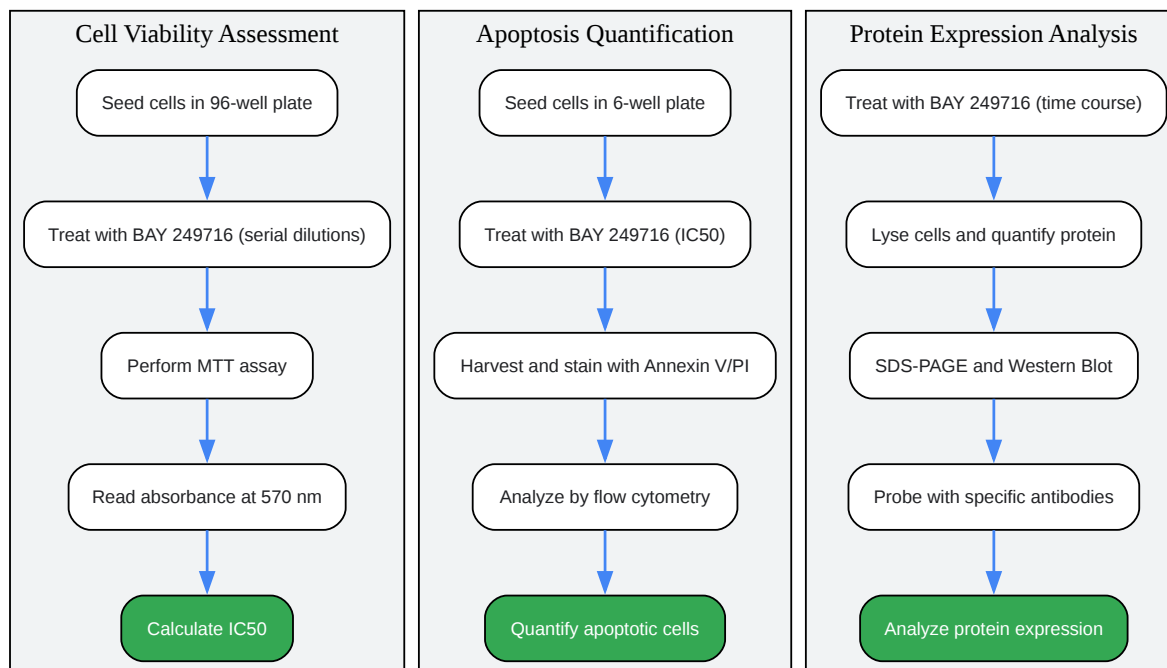 Cell Viability Assessment
Seed cells in 96-well plate
Treat with BAY 249716 (serial dilutions)
Perform MTT assay
Read absorbance at 570 nm
Calculate IC50
Apoptosis Quantification
Seed cells in 6-well plate
Treat with BAY 249716 (IC50)
Harvest and stain with Annexin V/PI
Analyze by flow cytometry
Quantify apoptotic cells
Protein Expression Analysis
Treat with BAY 249716 (time course)
Lyse cells and quantify protein
SDS-PAGE and Western Blot
Probe with specific antibodies
Analyze protein expression